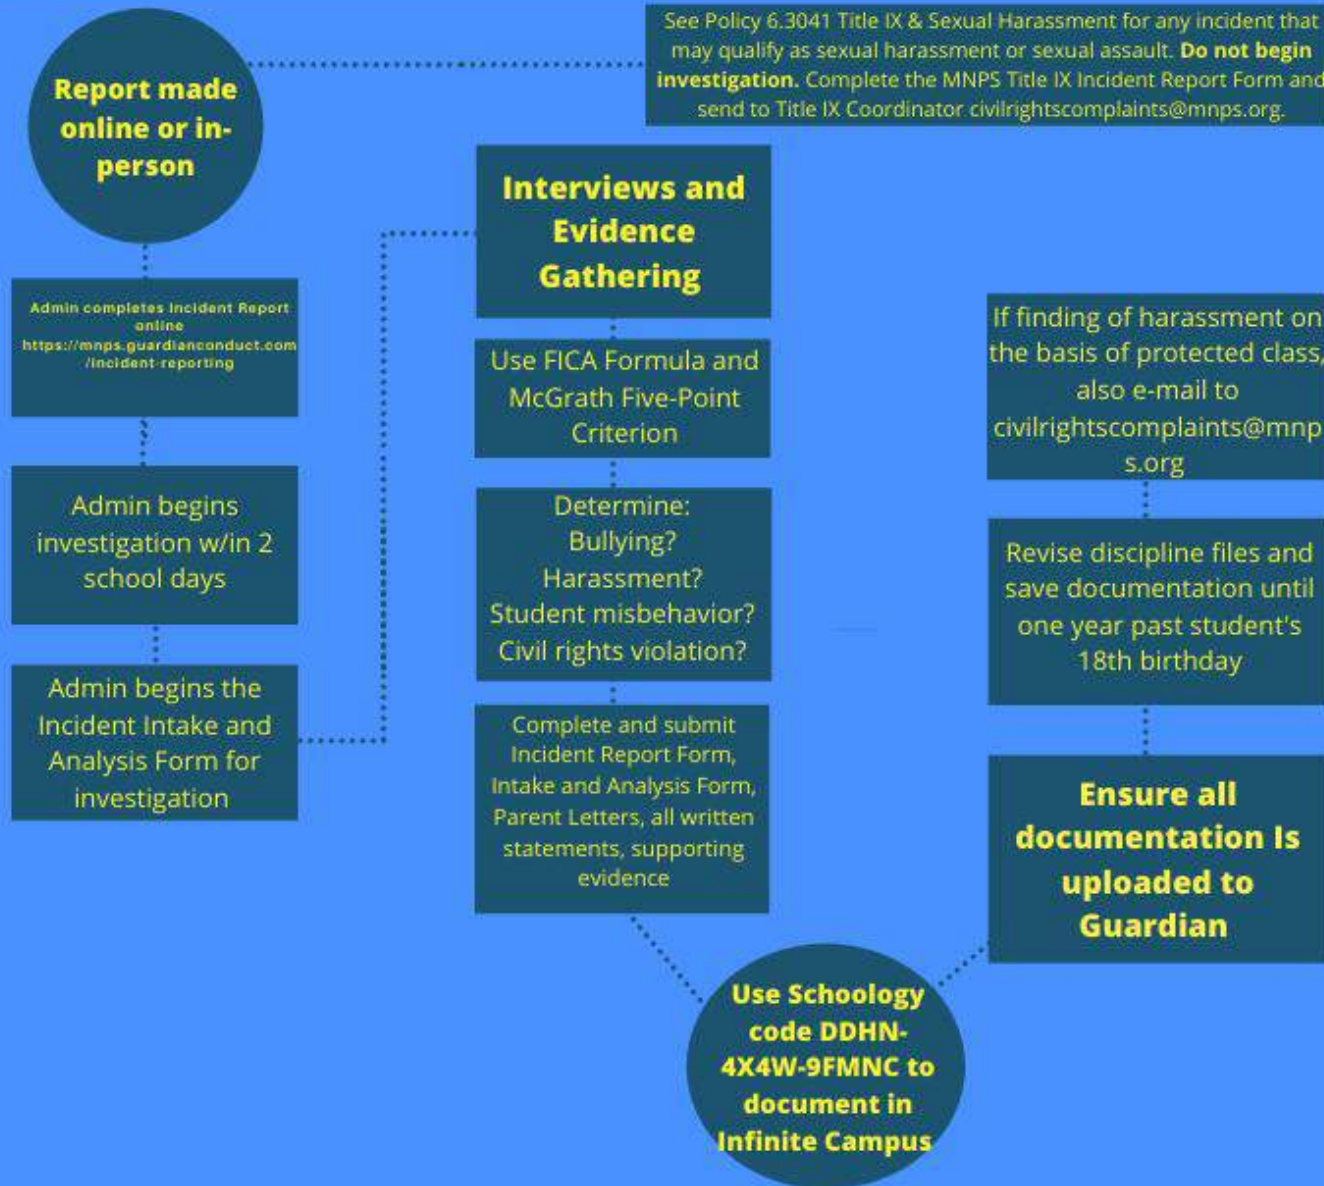 Report made
online or in-
person
See Policy 6.3041 Title IX & Sexual Harassment for any incident that
may qualify as sexual harassment or sexual assault. Do not begin
investigation. Complete the MNPS Title IX Incident Report Form and
send to Title IX Coordinator civilrightscomplaints@mnps.org.
Admin completes Incident Report
online
https://mnps.guardianconduct.com
/incident-reporting
Admin begins
investigation w/in 2
school days
Admin begins the
Incident Intake and
Analysis Form for
investigation
Interviews and
Evidence
Gathering
Use FICA Formula and
McGrath Five-Point
Criterion
Determine:
Bullying?
Harassment?
Student misbehavior?
Civil rights violation?
Complete and submit
Incident Report Form,
Intake and Analysis Form,
Parent Letters, all written
statements, supporting
evidence
Use Schoology
code DDHN-
4X4W-9FMNC to
document in
Infinite Campus
Ensure all
documentation Is
uploaded to
Guardian
Revise discipline files and
save documentation until
one year past student's
18th birthday
If finding of harassment on
the basis of protected class,
also e-mail to
civilrightscomplaints@mnp
s.org